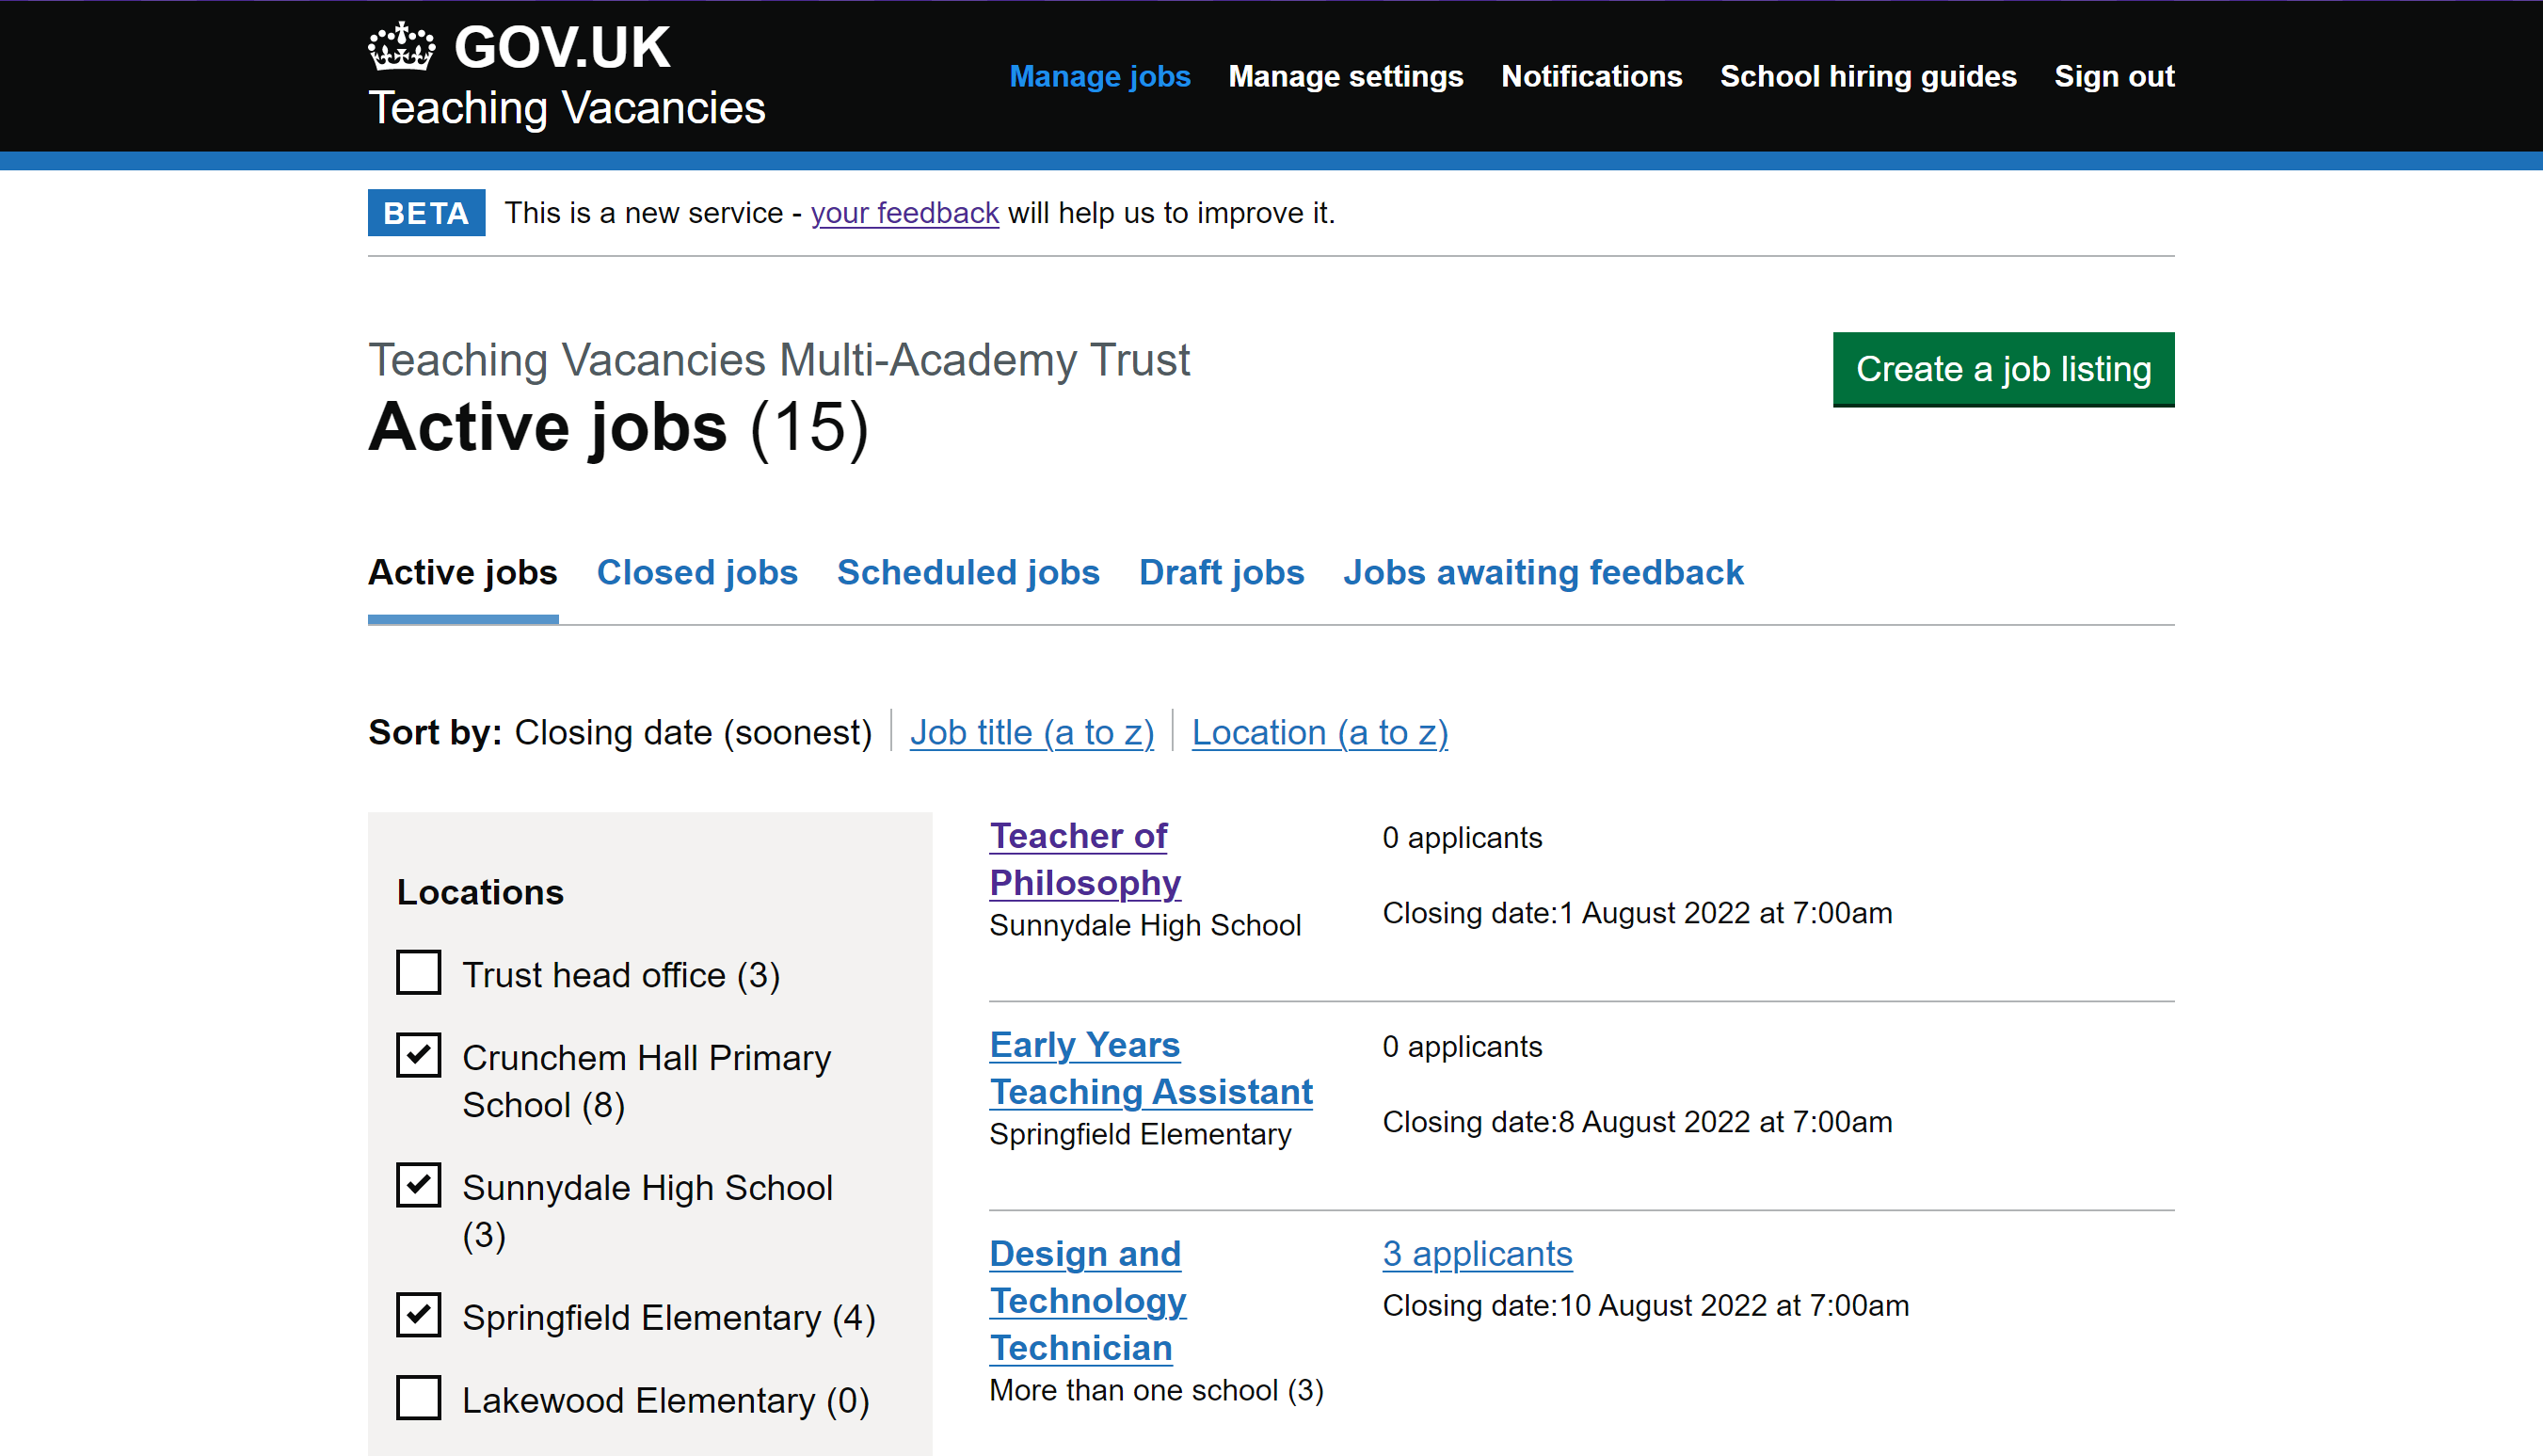 GOV.UK
Teaching Vacancies
Manage jobs Manage settings Notifications School hiring guides Sign out
BETA This is a new service - your feedback will help us to improve it.
Teaching Vacancies Multi-Academy Trust
Active jobs (15)
Create a job listing
Active jobs Closed jobs Scheduled jobs Draft jobs Jobs awaiting feedback
Sort by: Closing date (soonest) Job title (a to z) Location (a to z)
Locations
Trust head office (3)
Crunchem Hall Primary
School (8)
Sunnydale High School
(3)
Springfield Elementary (4)
Lakewood Elementary (0)
Teacher of
Philosophy
Sunnydale High School
0 applicants
Closing date:1 August 2022 at 7:00am
Early Years
Teaching Assistant
Springfield Elementary
0 applicants
Closing date:8 August 2022 at 7:00am
Design and
Technology
Technician
More than one school (3)
3 applicants
Closing date:10 August 2022 at 7:00am